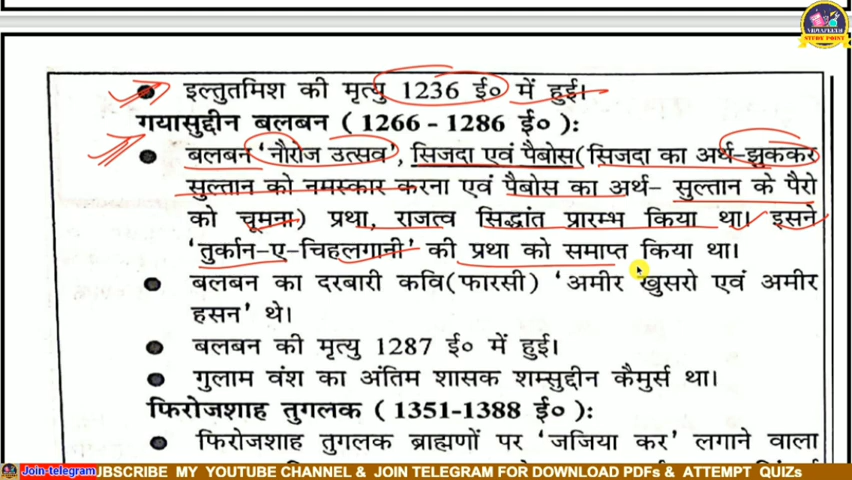 VIDYAPEETH
STUDY POINT
इल्तुतमिश की मृत्यु 1236 ई० में हुई।
गयासुद्दीन बलबन (1266 - 1286 ई०) :
बलबन 'नौरोज उत्सव', सिजदा एवं पैबोस(सिजदा का अर्थ-झुककर
सुल्तान को नमस्कार करना एवं पैबोस का अर्थ- सुल्तान के पैरो
को चूमना) प्रथा, राजत्व सिद्धांत प्रारम्भ किया था। इसने
'तुर्कान-ए-चिहलगानी' की प्रथा को समाप्त किया था।
बलबन का दरबारी कवि(फारसी) 'अमीर खुसरो एवं अमीर
हसन' थे।
बलबन की मृत्यु 1287 ई० में हुई।
गुलाम वंश का अंतिम शासक शम्सुद्दीन कैमुर्स था।
फिरोजशाह तुगलक (1351-1388 ई०) :
फिरोजशाह तुगलक ब्राह्मणों पर 'जजिया कर' लगाने वाला
Join-telegram UBSCRIBE MY YOUTUBE CHANNEL & JOIN TELEGRAM FOR DOWNLOAD PDFs & ATTEMPT QUIZs